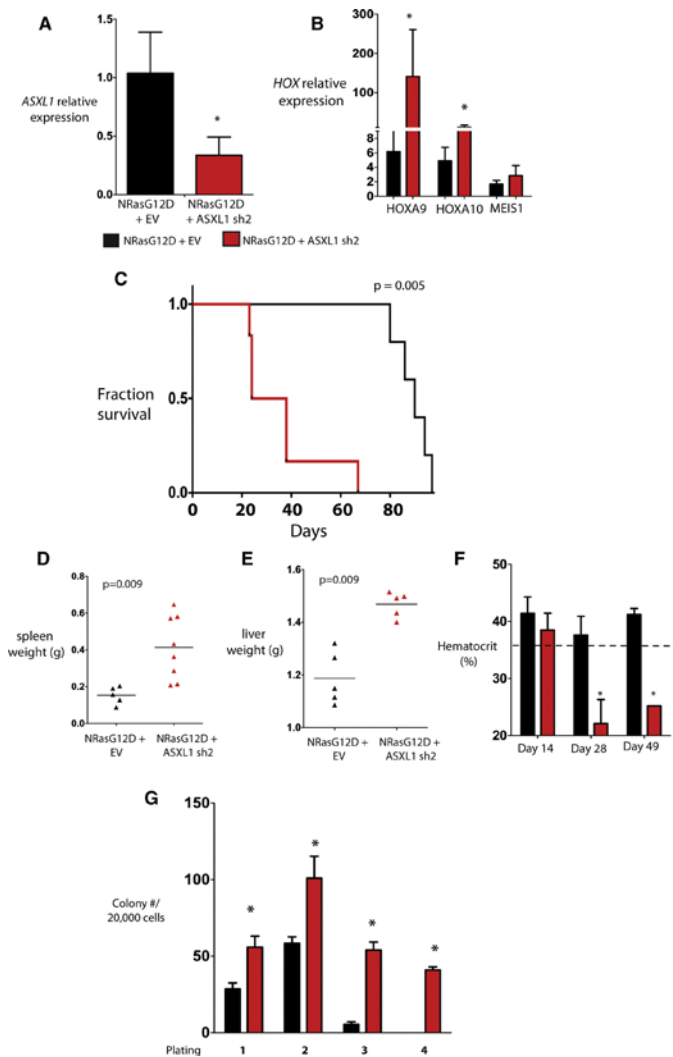 A
1.5
1.0
0.5
0.0
ASXL1 relative
expression
*
NRasG12D
+ EV
NRasG12D
+ ASXL1 sh2
B
300
200
100
8
6
4
2
0
HOX relative
expression
*
*
HOXA9
HOXA10
MEIS1
NRasG12D + EV
NRasG12D + ASXL1 sh2
C
p = 0.005
1.0
0.5
0.0
Fraction
survival
0
20
40
60
80
Days
D
p=0.009
0.8
0.6
0.4
0.2
0.0
spleen
weight (g)
NRasG12D +
EV
NRasG12D +
ASXL1 sh2
E
p=0.009
1.6
1.4
1.2
1.0
liver
weight (g)
NRasG12D +
EV
NRasG12D +
ASXL1 sh2
F
50
40
30
20
Hematocrit
(%)
*
*
Day 14
Day 28
Day 49
G
150
100
50
0
Colony #/
20,000 cells
*
*
*
*
Plating
1
2
3
4